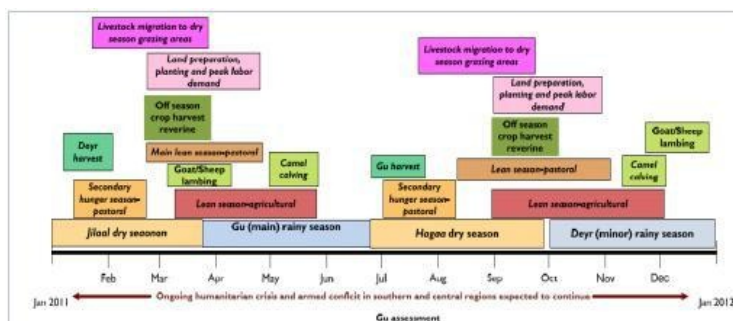 Livestock migration to dry
season grazing areas
Livestock migration to dry
season grazing areas
Land preparation,
planting and peak labor
demand
Land preparation,
planting and peak labor
demand
Off season
crop harvest
reverine
Off season
crop harvest
reverine
Goat/Sheep
lambing
Deyr
harvest
Main lean season-pastoral
Goat/Sheep
lambing
Camel
calving
Gu harvest
Lean season-pastoral
Camel
calving
Secondary
hunger season-
pastoral
Lean season-agricultural
Secondary
hunger season-
pastoral
Lean season-agricultural
Jilaal dry seaonan
Gu (main) rainy season
Hagaa dry season
Deyr (minor) rainy season
Feb Mar Apr May Jun Jul Aug Sep Oct Nov Dec
Jan 2011 Ongoing humanitarian crisis and armed conflict in southern and central regions expected to continue Jan 2012
Gu assessment